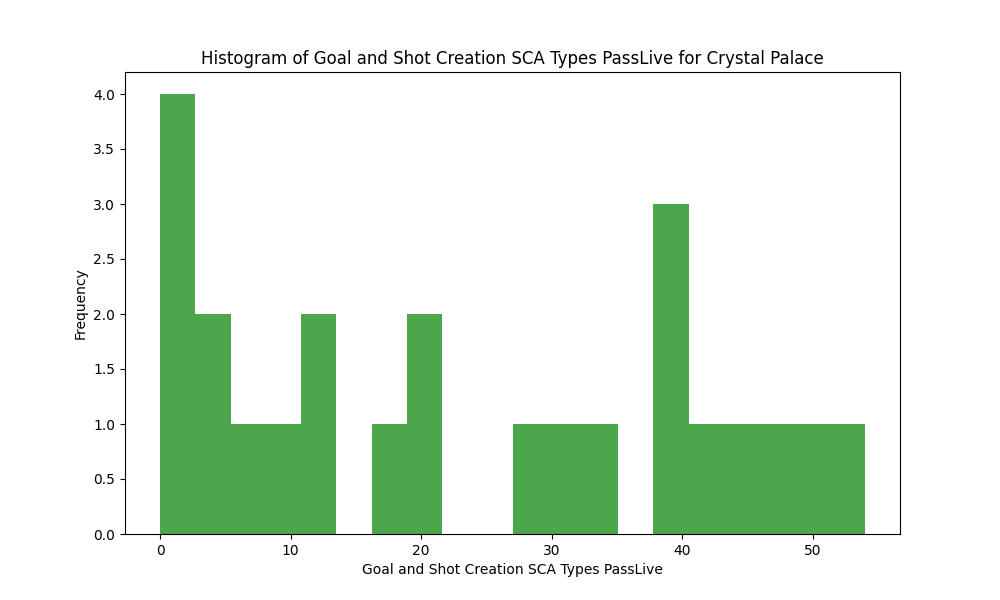 Histogram of Goal and Shot Creation SCA Types PassLive for Crystal Palace
4.0
3.5
3.0
2.5
2.0
1.5
1.0
0.5
0.0
Frequency
0 10 20 30 40 50
Goal and Shot Creation SCA Types PassLive